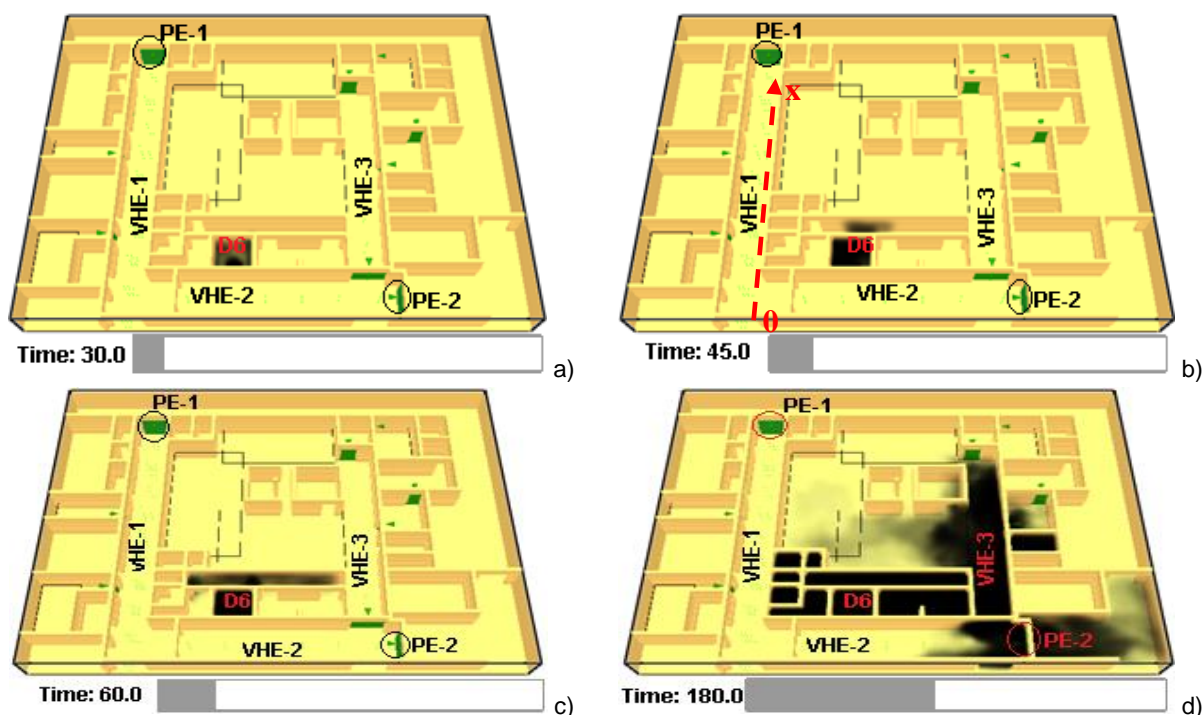 PE-1
VHE-1
VHE-3
D6
VHE-2
PE-2
Time: 30.0
a)
PE-1
x
VHE-1
VHE-3
D6
VHE-2
PE-2
0
Time: 45.0
b)
PE-1
VHE-1
VHE-3
D6
VHE-2
PE-2
Time: 60.0
c)
PE-1
VHE-1
VHE-3
D6
VHE-2
PE-2
Time: 180.0
d)